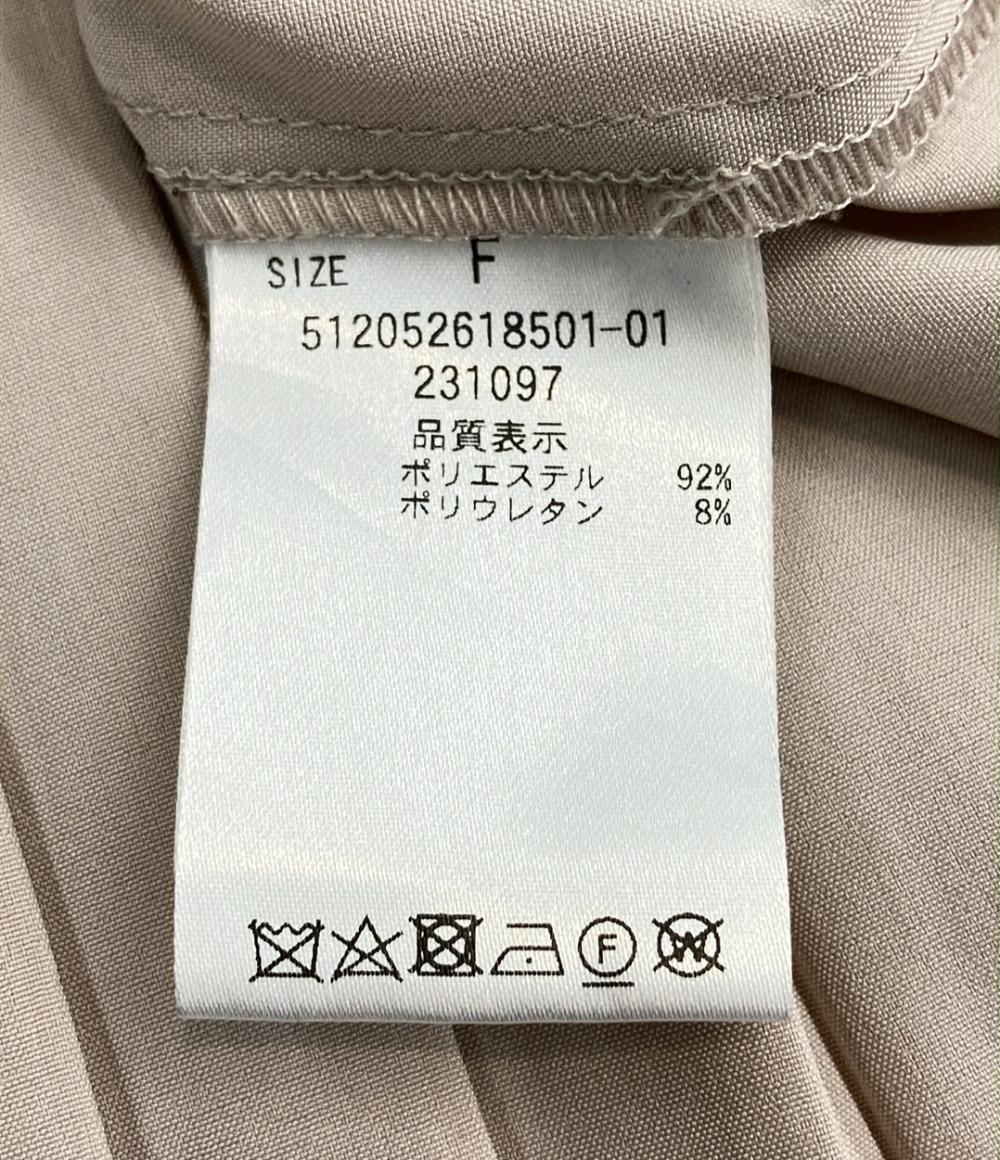 SIZE F
512052618501-01
231097
品質表示
ポリエステル 92%
ポリウレタン 8%
F W